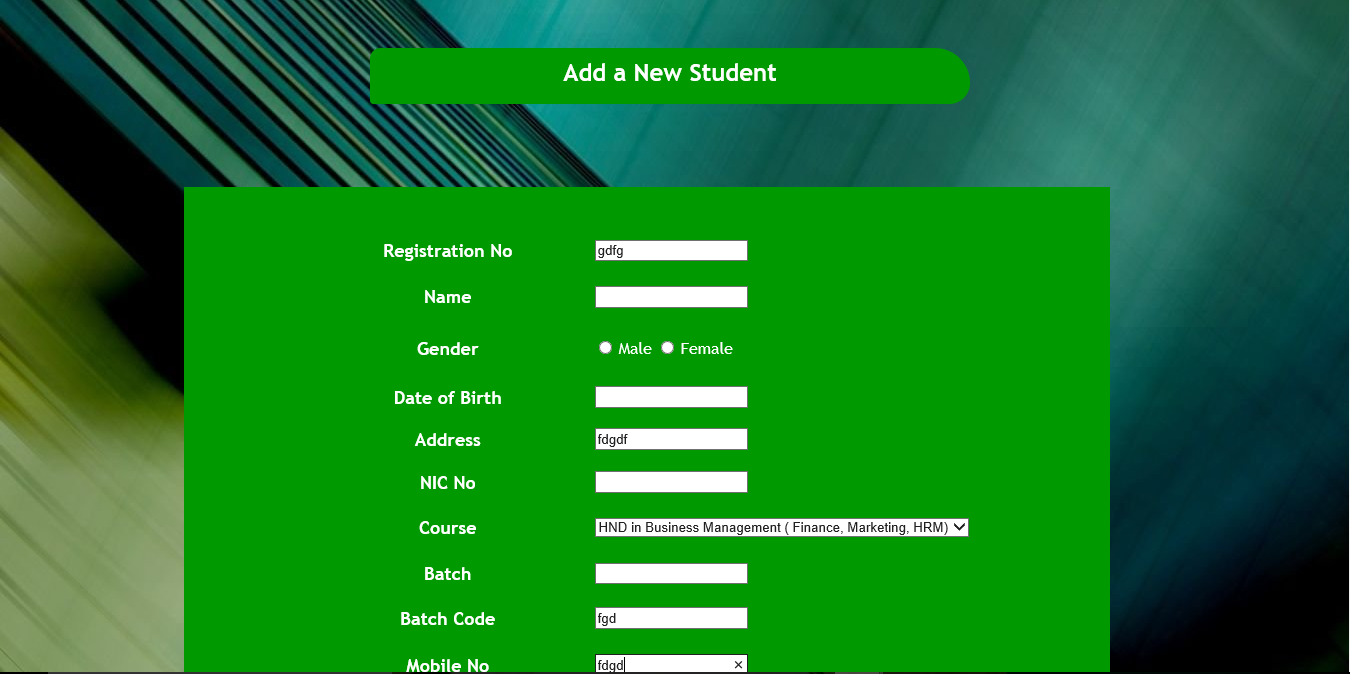 Add a New Student
Registration No gdfg
Name
Gender Male Female
Date of Birth
Address fdgdf
NIC No
Course HND in Business Management ( Finance, Marketing, HRM)
Batch
Batch Code fgd
Mobile No fdgd